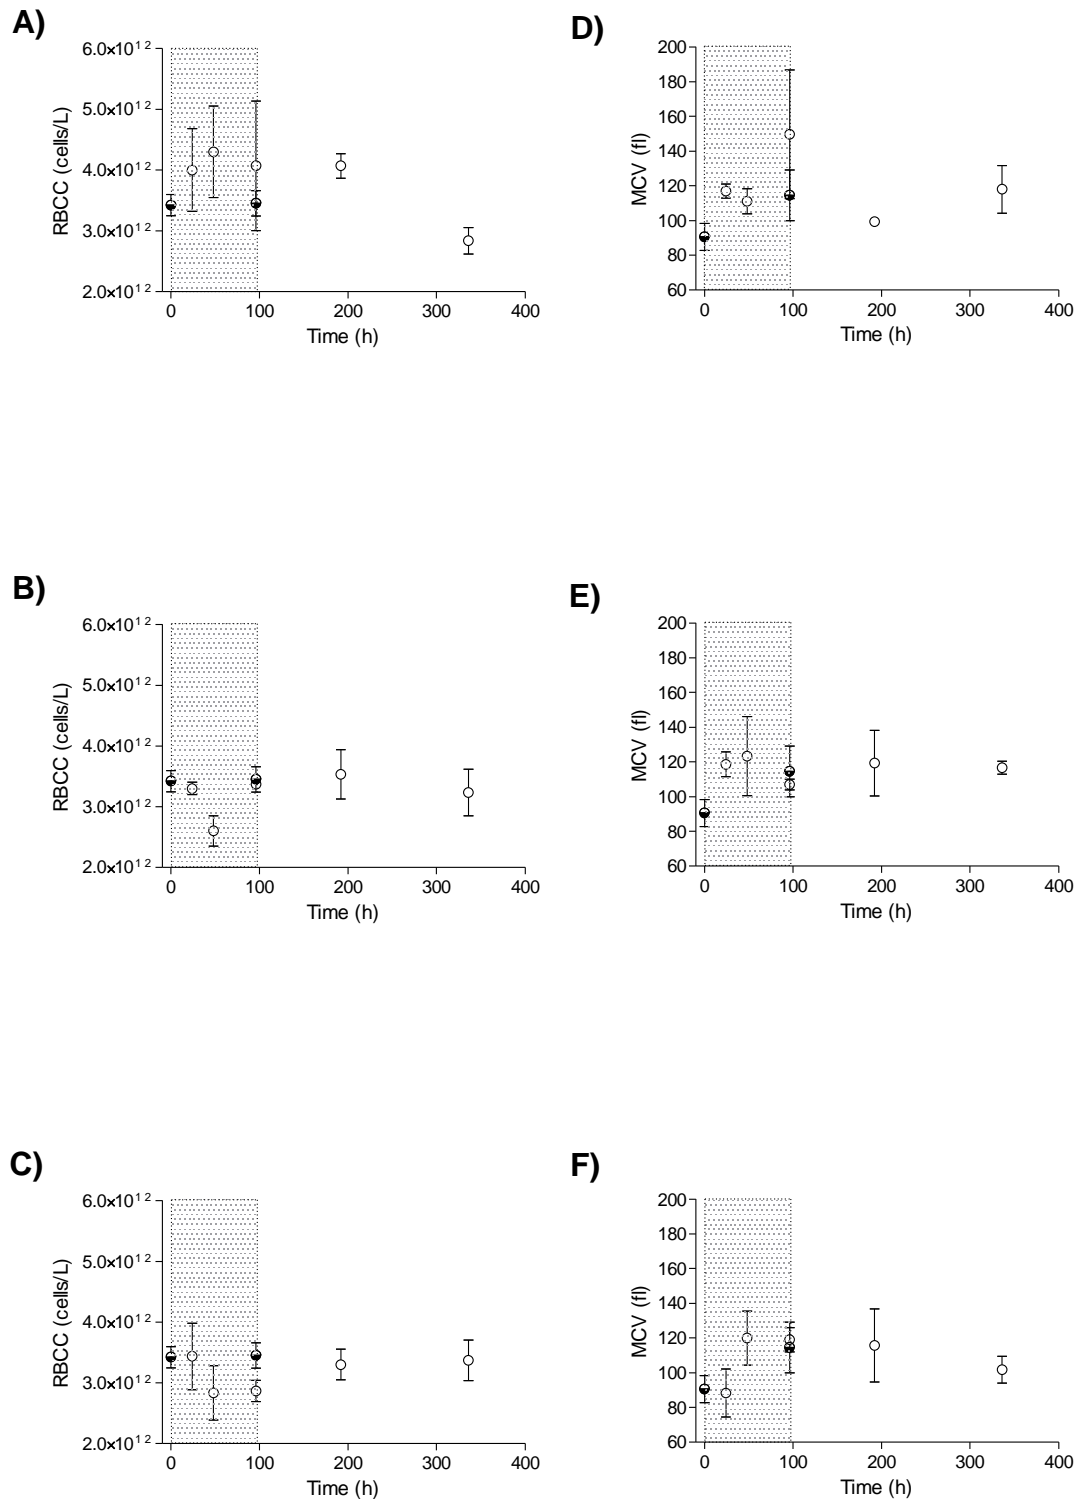 A)
RBCC (cells/L)
6.0×10¹²
5.0×10¹²
4.0×10¹²
3.0×10¹²
2.0×10¹²
0 100 200 300 400
Time (h)
D)
MCV (fl)
200
180
160
140
120
100
80
60
0 100 200 300 400
Time (h)
B)
RBCC (cells/L)
6.0×10¹²
5.0×10¹²
4.0×10¹²
3.0×10¹²
2.0×10¹²
0 100 200 300 400
Time (h)
E)
MCV (fl)
200
180
160
140
120
100
80
60
0 100 200 300 400
Time (h)
C)
RBCC (cells/L)
6.0×10¹²
5.0×10¹²
4.0×10¹²
3.0×10¹²
2.0×10¹²
0 100 200 300 400
Time (h)
F)
MCV (fl)
200
180
160
140
120
100
80
60
0 100 200 300 400
Time (h)